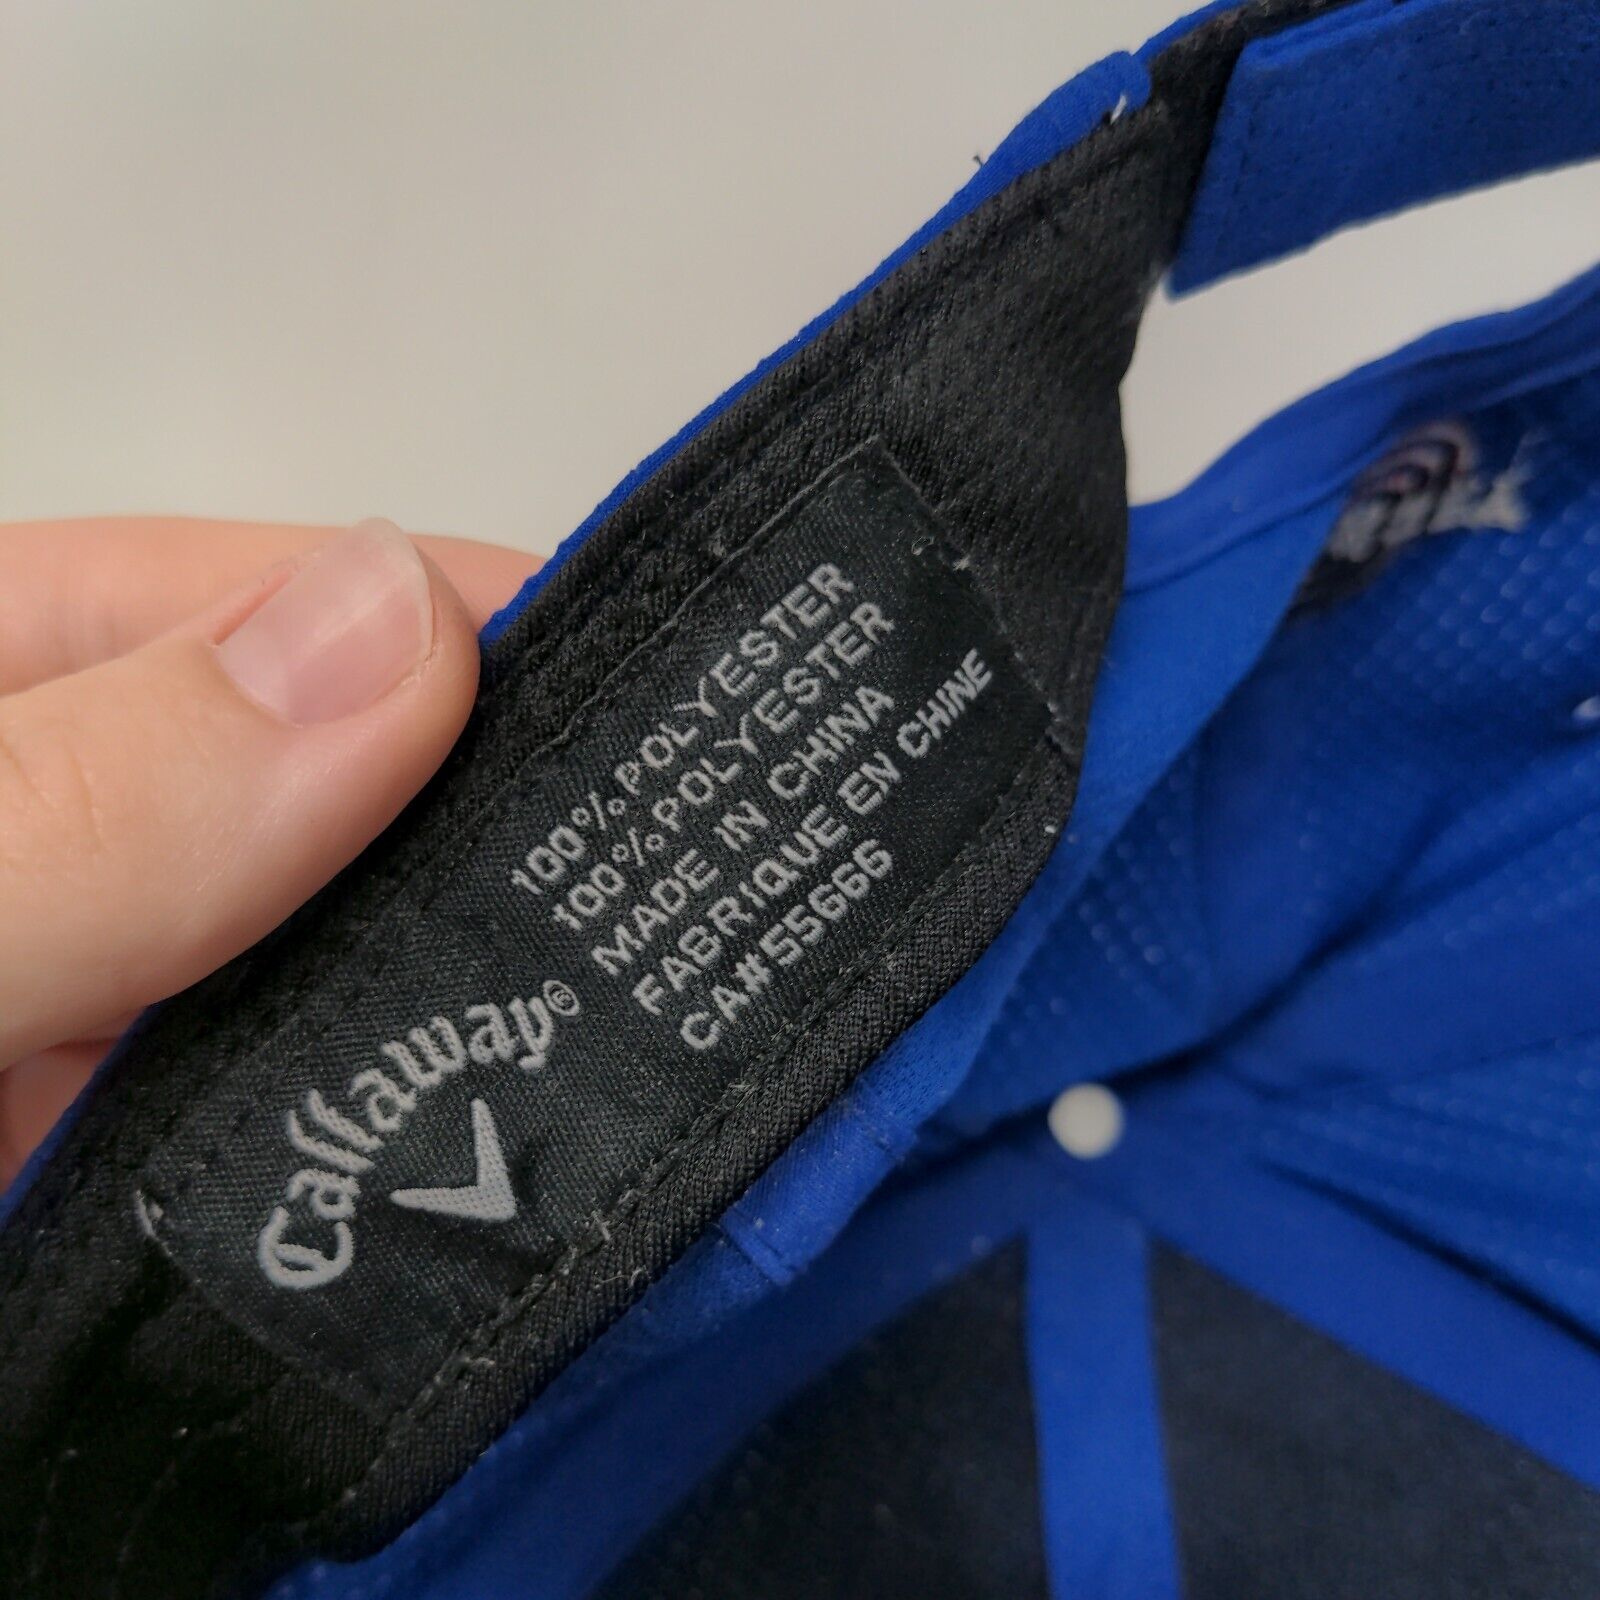 Callaway®
100% POLYESTER
100% POLYESTER
MADE IN CHINA
FABRIQUE EN CHINE
CA# 55666